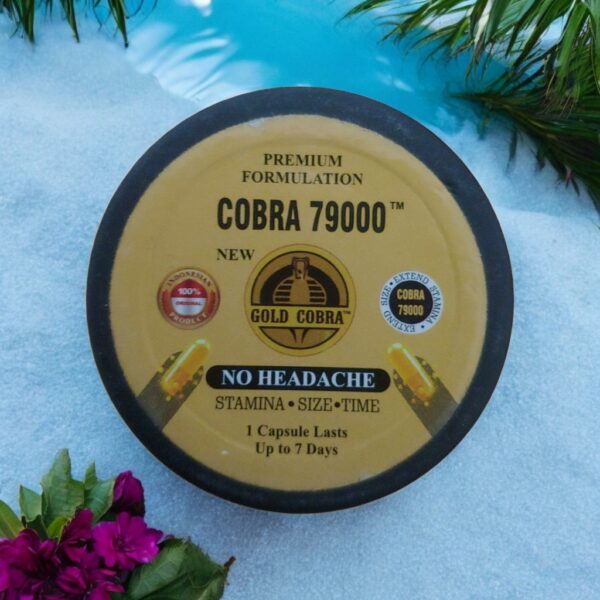 PREMIUM
FORMULATION
COBRA 79000™
NEW
GOLD COBRA™
INDONESIAN
100%
ORIGINAL
PRODUCT
EXTEND STAMINA
COBRA
79000
EXTEND SIZE
NO HEADACHE
STAMINA • SIZE • TIME
1 Capsule Lasts
Up to 7 Days